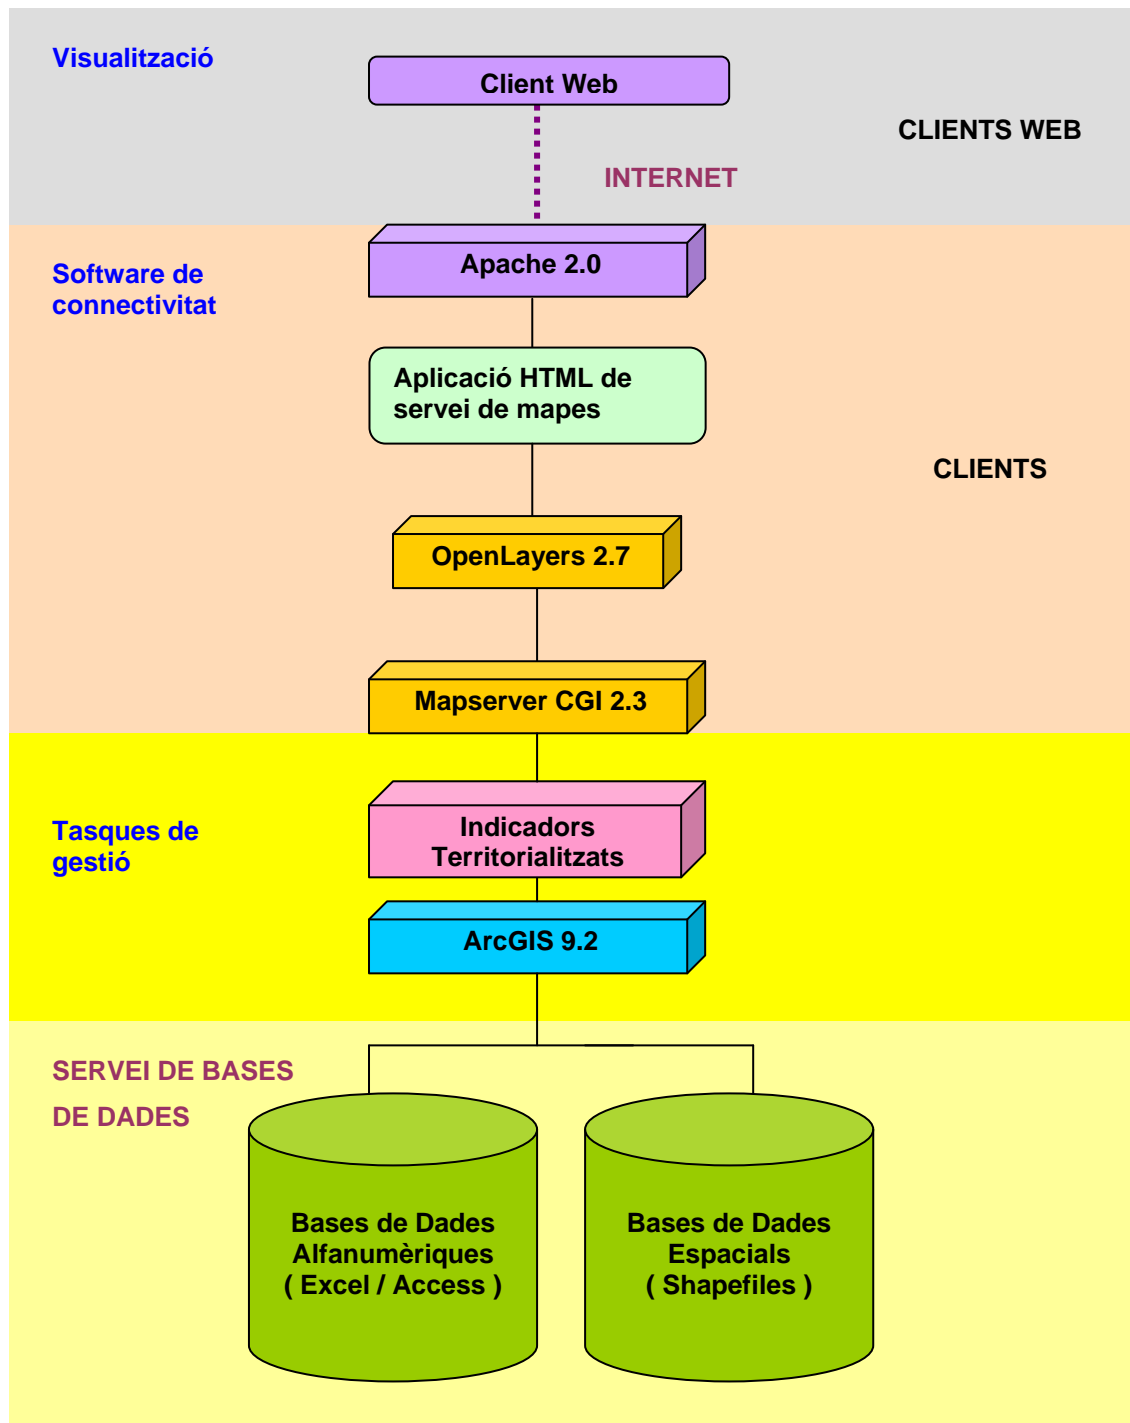 Visualització
Client Web
CLIENTS WEB
INTERNET
Apache 2.0
Software de
connectivitat
Aplicació HTML de
servei de mapes
CLIENTS
OpenLayers 2.7
Mapserver CGI 2.3
Indicadors
Territorialitzats
Tasques de
gestió
ArcGIS 9.2
SERVEI DE BASES
DE DADES
Bases de Dades
Alfanumèriques
( Excel / Access )
Bases de Dades
Espacials
( Shapefiles )